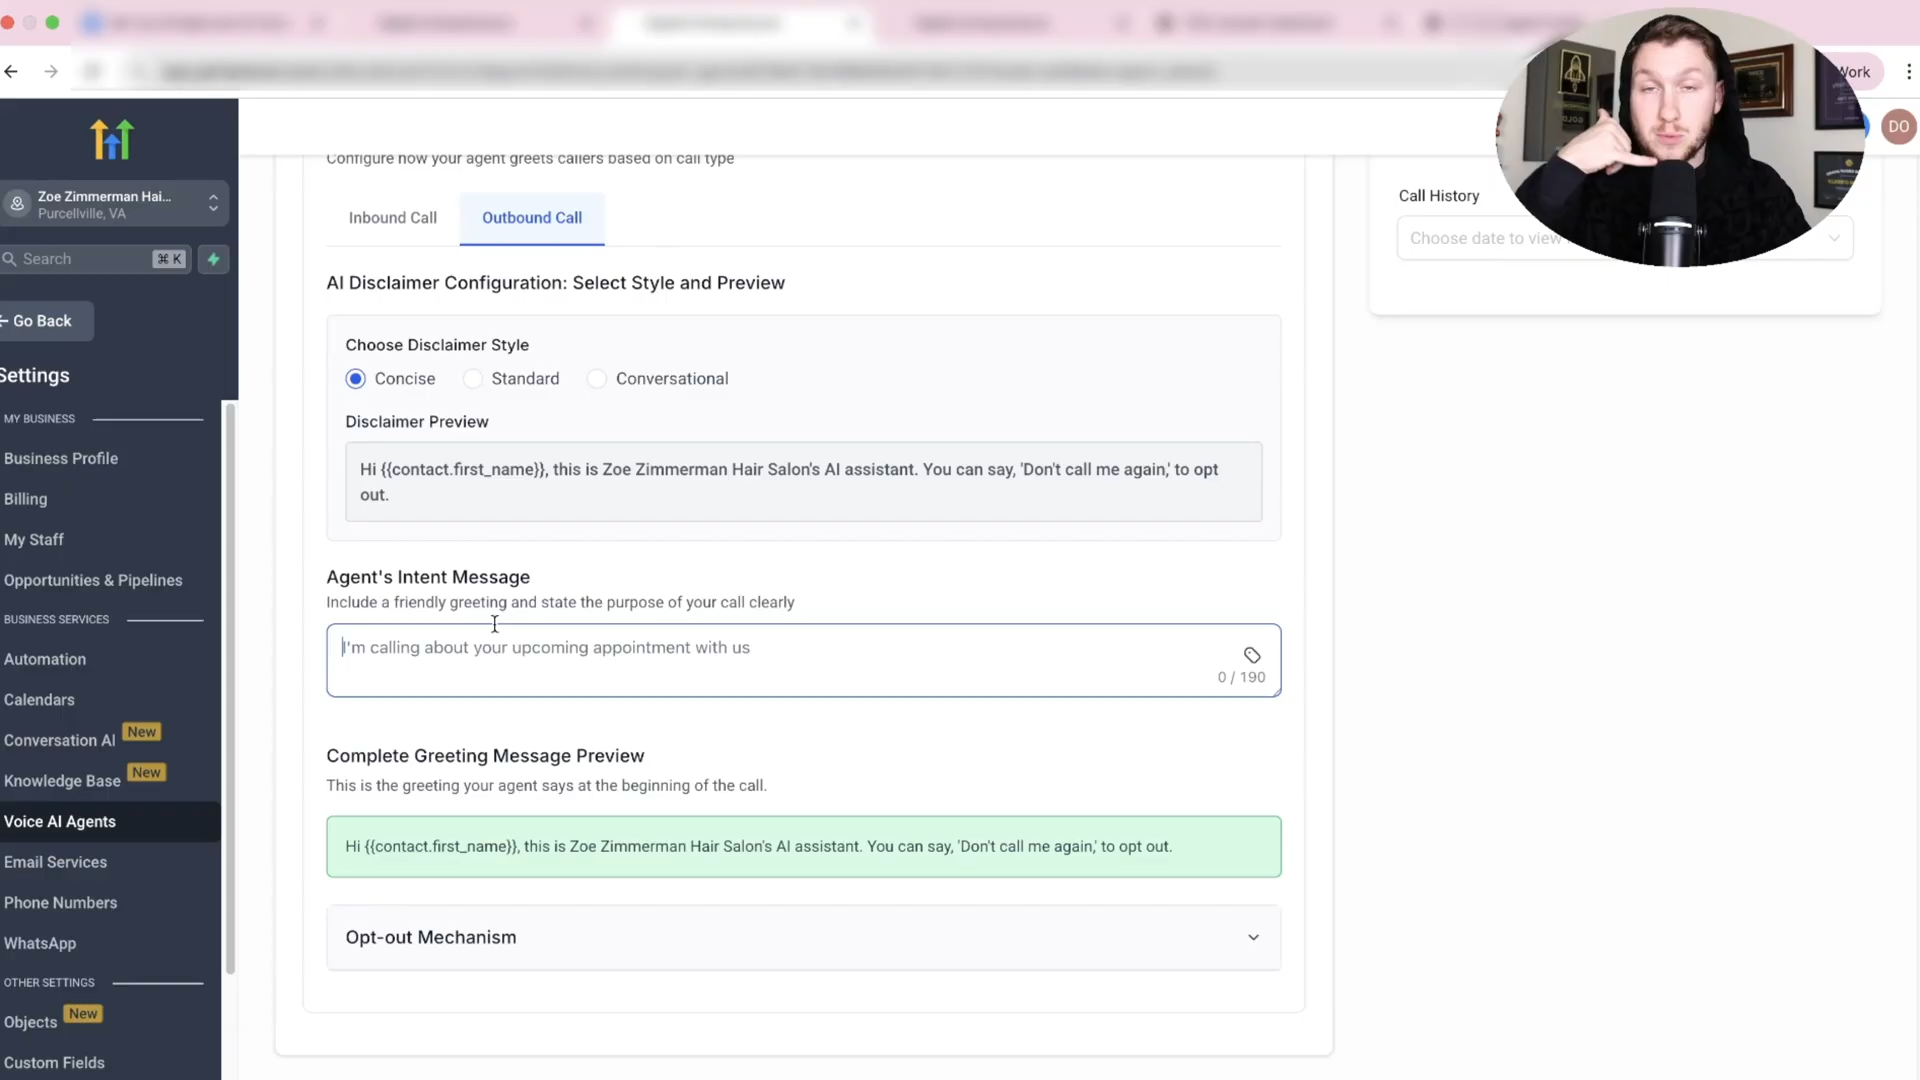 Work
DO
Zoe Zimmerman Hai...
Purcellville, VA
Search
⌘ K
Go Back
Settings
MY BUSINESS
Business Profile
Billing
My Staff
Opportunities & Pipelines
BUSINESS SERVICES
Automation
Calendars
Conversation AI New
Knowledge Base New
Voice AI Agents
Email Services
Phone Numbers
WhatsApp
OTHER SETTINGS
Objects New
Custom Fields
Configure how your agent greets callers based on call type
Inbound Call
Outbound Call
AI Disclaimer Configuration: Select Style and Preview
Choose Disclaimer Style
Concise
Standard
Conversational
Disclaimer Preview
Hi {{contact.first_name}}, this is Zoe Zimmerman Hair Salon's AI assistant. You can say, 'Don't call me again,' to opt
out.
Agent's Intent Message
Include a friendly greeting and state the purpose of your call clearly
I'm calling about your upcoming appointment with us
0 / 190
Complete Greeting Message Preview
This is the greeting your agent says at the beginning of the call.
Hi {{contact.first_name}}, this is Zoe Zimmerman Hair Salon's AI assistant. You can say, 'Don't call me again,' to opt out.
Opt-out Mechanism
Call History
Choose date to view